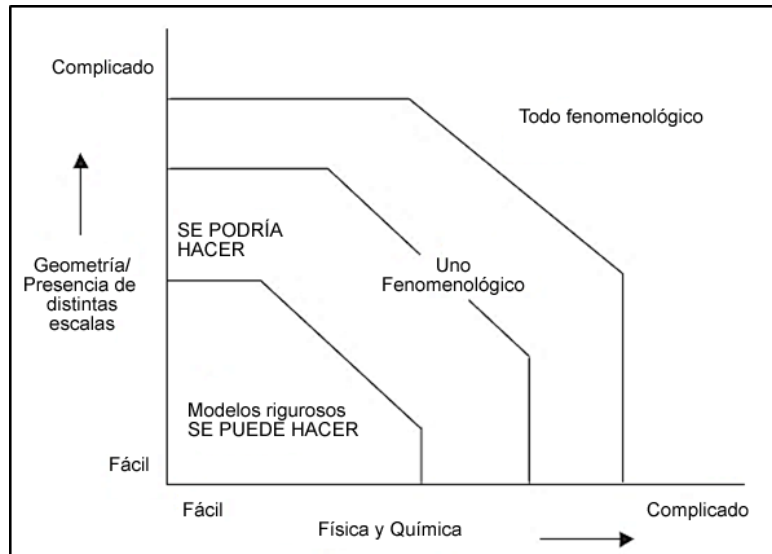 Complicado
Todo fenomenológico
SE PODRÍA
HACER
Geometría/
Presencia de
distintas
escalas
Uno
Fenomenológico
Modelos rigurosos
SE PUEDE HACER
Fácil
Fácil
Física y Química
Complicado